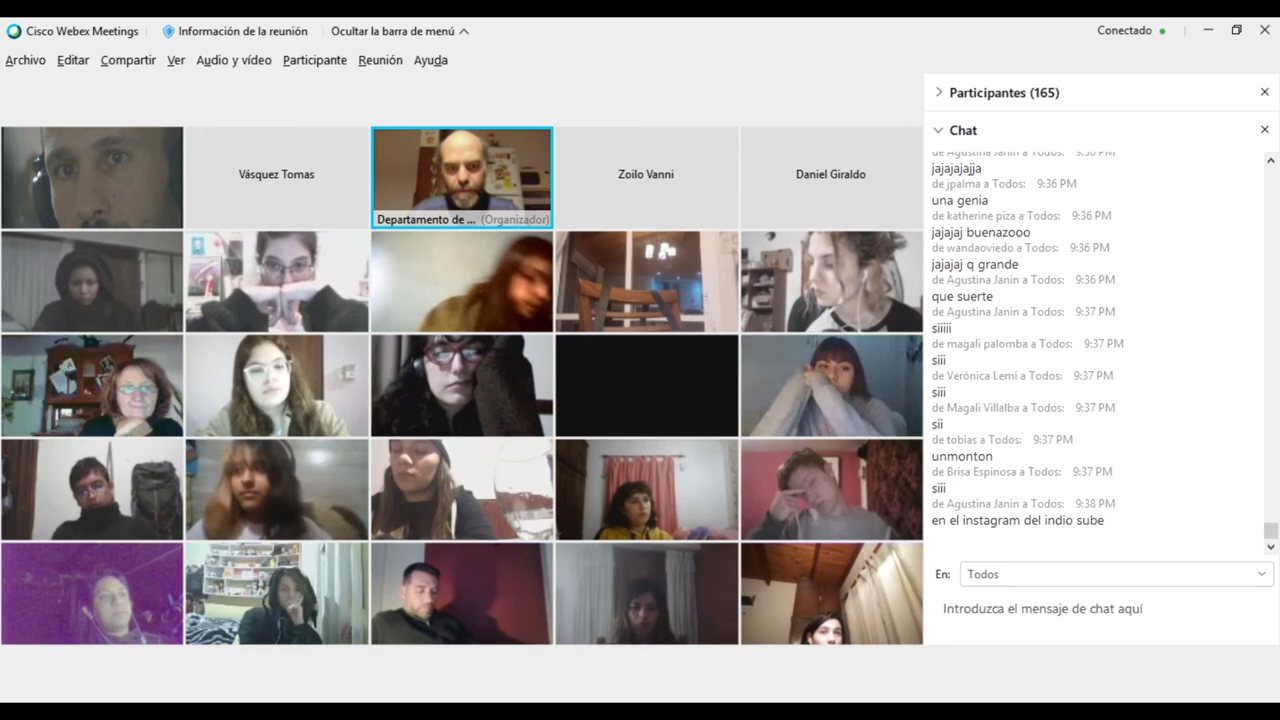 Cisco Webex Meetings
Información de la reunión
Ocultar la barra de menú
Conectado
Archivo Editar Compartir Ver Audio y vídeo Participante Reunión Ayuda
Participantes (165)
Chat
Vásquez Tomas
Departamento de ... (Organizador)
Zoilo Vanni
Daniel Giraldo
de Agustina Janin a Todos: 9:36 PM
jajajajajja
de jpalma a Todos: 9:36 PM
una genia
de katherine piza a Todos: 9:36 PM
jajajaj buenazooo
de wandaoviedo a Todos: 9:36 PM
jajajaj q grande
de Agustina Janin a Todos: 9:36 PM
que suerte
de Agustina Janin a Todos: 9:37 PM
siiiii
de magali palomba a Todos: 9:37 PM
siii
de Verónica Lemi a Todos: 9:37 PM
siii
de Magali Villalba a Todos: 9:37 PM
sii
de tobias a Todos: 9:37 PM
unmonton
de Brisa Espinosa a Todos: 9:37 PM
siii
de Agustina Janin a Todos: 9:38 PM
en el instagram del indio sube
En: Todos
Introduzca el mensaje de chat aquí